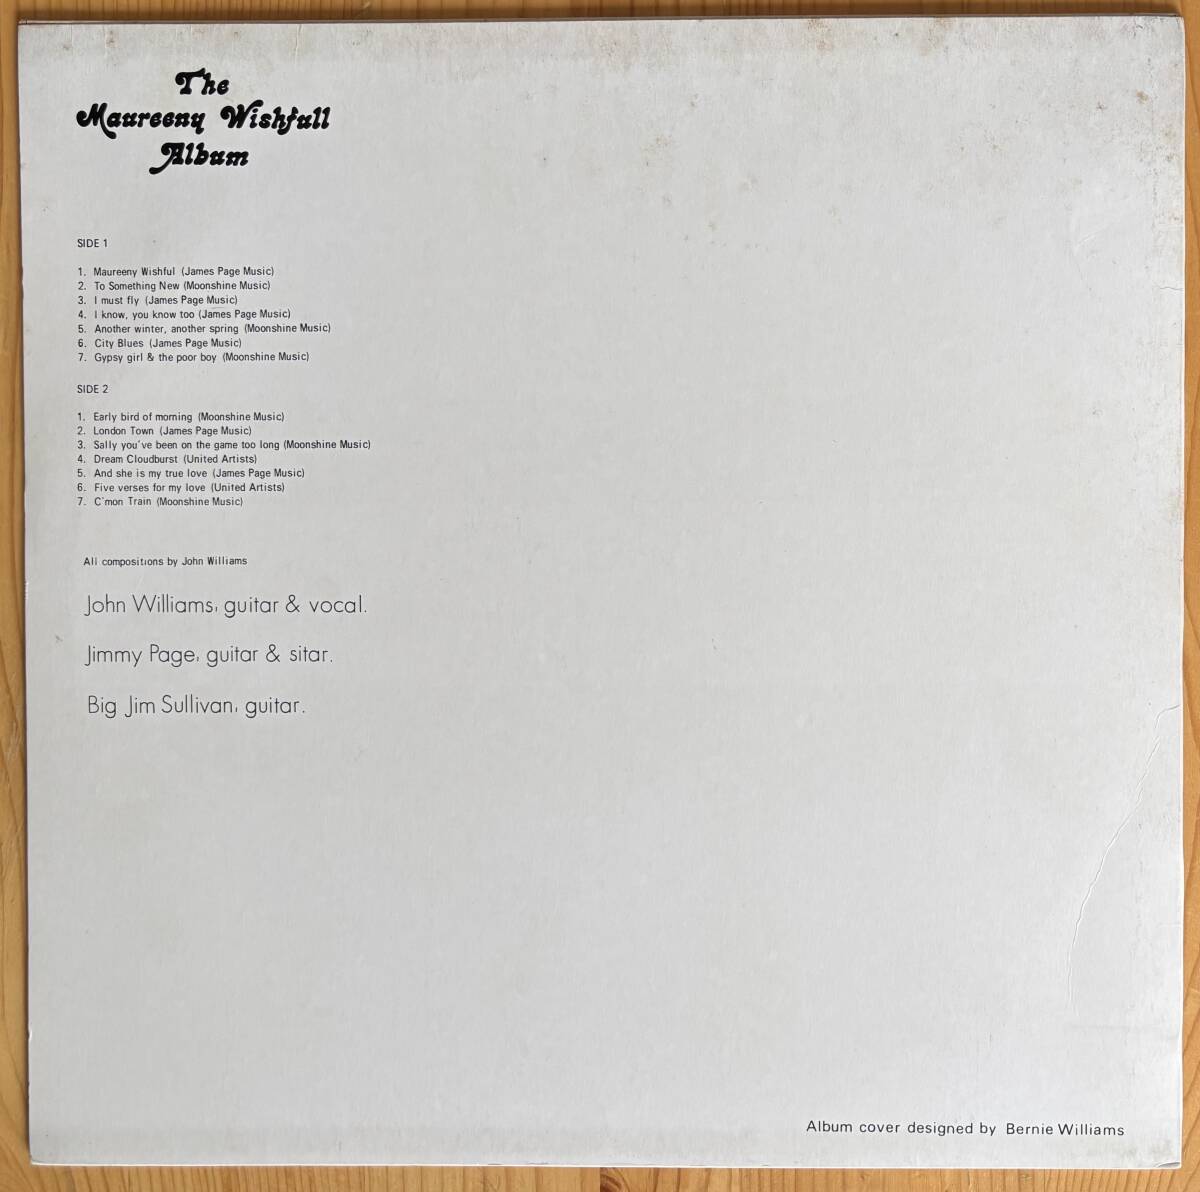 The
Maureeny Wishfull
Album
SIDE 1
1. Maureeny Wishful (James Page Music)
2. To Something New (Moonshine Music)
3. I must fly (James Page Music)
4. I know, you know too (James Page Music)
5. Another winter, another spring (Moonshine Music)
6. City Blues (James Page Music)
7. Gypsy girl & the poor boy (Moonshine Music)
SIDE 2
1. Early bird of morning (Moonshine Music)
2. London Town (James Page Music)
3. Sally you've been on the game too long (Moonshine Music)
4. Dream Cloudburst (United Artists)
5. And she is my true love (James Page Music)
6. Five verses for my love (United Artists)
7. C'mon Train (Moonshine Music)
All compositions by John Williams
John Williams, guitar & vocal.
Jimmy Page, guitar & sitar.
Big Jim Sullivan, guitar.
Album cover designed by Bernie Williams